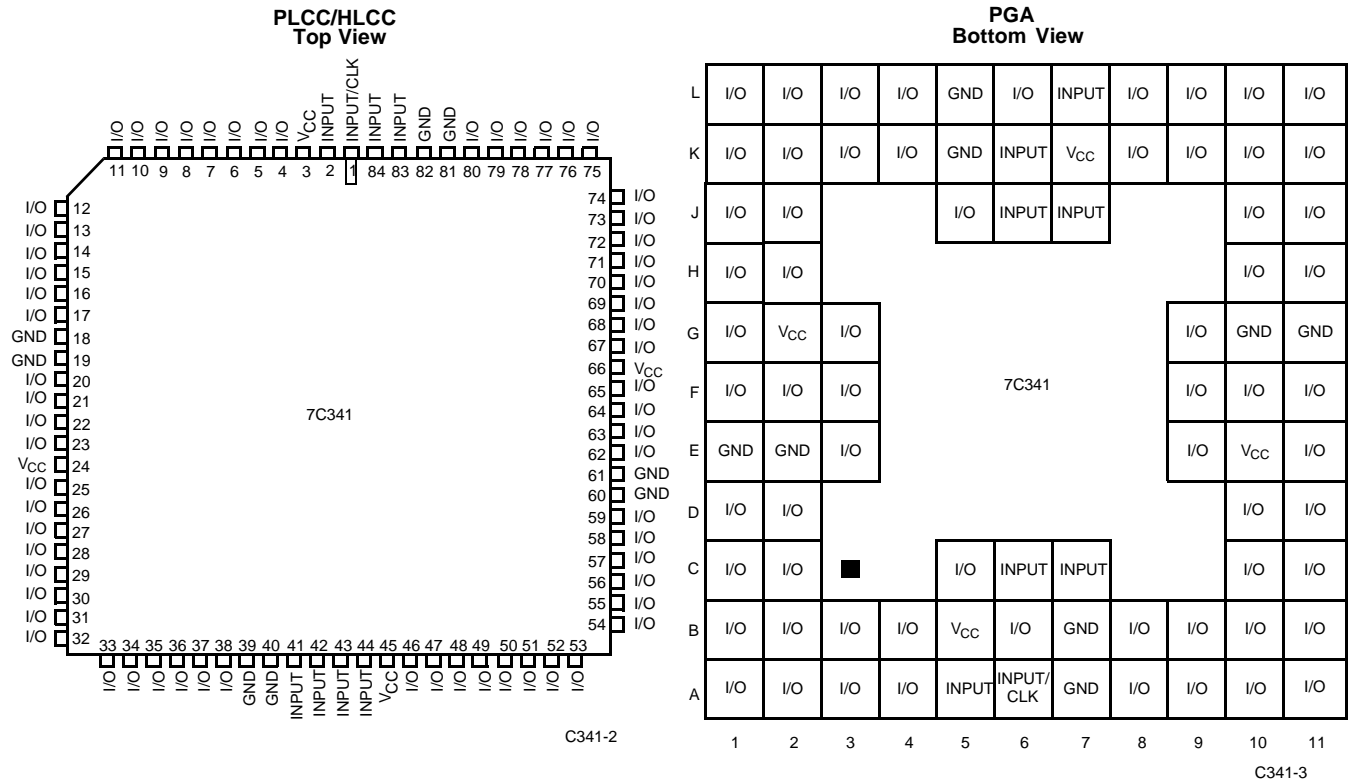 PLCC/HLCC
Top View
I/O I/O I/O I/O I/O I/O I/O I/O VCC INPUT INPUT/CLK INPUT INPUT GND GND I/O I/O I/O I/O I/O I/O
11 10 9 8 7 6 5 4 3 2 1 84 83 82 81 80 79 78 77 76 75
I/O 12
I/O 13
I/O 14
I/O 15
I/O 16
I/O 17
GND 18
GND 19
I/O 20
I/O 21
I/O 22
I/O 23
VCC 24
I/O 25
I/O 26
I/O 27
I/O 28
I/O 29
I/O 30
I/O 31
I/O 32
7C341
74 I/O
73 I/O
72 I/O
71 I/O
70 I/O
69 I/O
68 I/O
67 I/O
66 VCC
65 I/O
64 I/O
63 I/O
62 I/O
61 GND
60 GND
59 I/O
58 I/O
57 I/O
56 I/O
55 I/O
54 I/O
33 34 35 36 37 38 39 40 41 42 43 44 45 46 47 48 49 50 51 52 53
I/O I/O I/O I/O I/O I/O GND GND INPUT INPUT INPUT INPUT VCC I/O I/O I/O I/O I/O I/O I/O I/O
C341-2
PGA
Bottom View
L I/O I/O I/O I/O GND I/O INPUT I/O I/O I/O I/O
K I/O I/O I/O I/O GND INPUT VCC I/O I/O I/O I/O
J I/O I/O I/O INPUT INPUT I/O I/O
H I/O I/O I/O I/O
G I/O VCC I/O I/O GND GND
F I/O I/O I/O 7C341 I/O I/O I/O
E GND GND I/O I/O VCC I/O
D I/O I/O I/O I/O
C I/O I/O I/O INPUT INPUT I/O I/O
B I/O I/O I/O I/O VCC I/O GND I/O I/O I/O I/O
A I/O I/O I/O I/O INPUT INPUT/CLK GND I/O I/O I/O I/O
1 2 3 4 5 6 7 8 9 10 11
C341-3